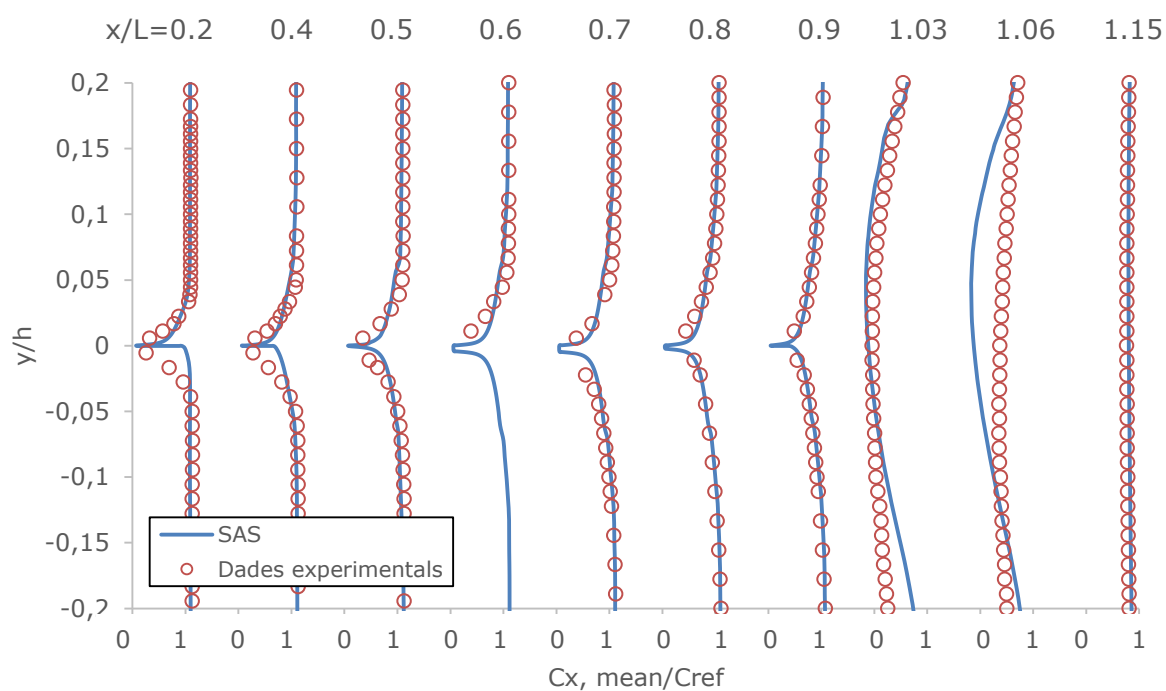 x/L=0.2 0.4 0.5 0.6 0.7 0.8 0.9 1.03 1.06 1.15
0,2
0,15
0,1
0,05
0
-0,05
-0,1
-0,15
-0,2
y/h
SAS
Dades experimentals
0 1 0 1 0 1 0 1 0 1 0 1 0 1 0 1 0 1 0 1
Cx, mean/Cref